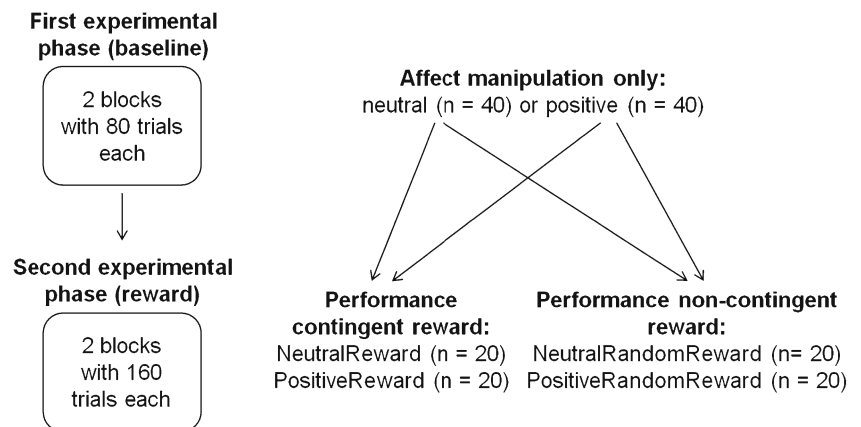 First experimental
phase (baseline)
2 blocks
with 80 trials
each
Second experimental
phase (reward)
2 blocks
with 160
trials each
Affect manipulation only:
neutral (n = 40) or positive (n = 40)
Performance
contingent reward:
NeutralReward (n = 20)
PositiveReward (n = 20)
Performance non-contingent
reward:
NeutralRandomReward (n= 20)
PositiveRandomReward (n = 20)